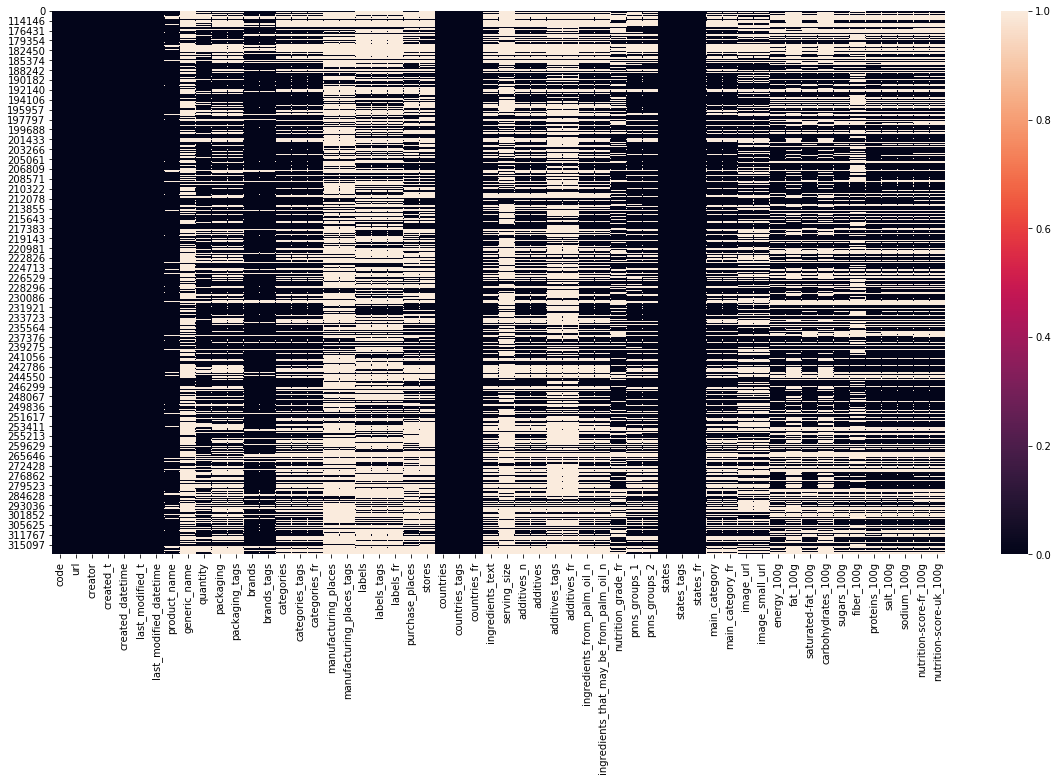 0
114146
176431
179354
182450
185374
188242
190182
192140
194106
195957
197797
199688
201433
203266
205061
206809
208571
210322
212078
213855
215643
217383
219143
220981
222826
224713
226529
228296
230086
231921
233723
235564
237376
239275
241056
242786
244550
246299
248067
249836
251617
253411
255213
259629
265646
272428
276862
279523
284628
293036
301852
305625
311767
315097
1.0
0.8
0.6
0.4
0.2
0.0
code
url
creator
created_t
created_datetime
last_modified_t
last_modified_datetime
product_name
generic_name
quantity
packaging
packaging_tags
brands
brands_tags
categories
categories_tags
categories_fr
manufacturing_places
manufacturing_places_tags
labels
labels_tags
labels_fr
purchase_places
stores
countries
countries_tags
countries_fr
ingredients_text
serving_size
additives_n
additives
additives_tags
additives_fr
ingredients_from_palm_oil_n
ingredients_that_may_be_from_palm_oil_n
nutrition_grade_fr
pnns_groups_1
pnns_groups_2
states
states_tags
states_fr
main_category
main_category_fr
image_url
image_small_url
energy_100g
fat_100g
saturated-fat_100g
carbohydrates_100g
sugars_100g
fiber_100g
proteins_100g
salt_100g
sodium_100g
nutrition-score-fr_100g
nutrition-score-uk_100g